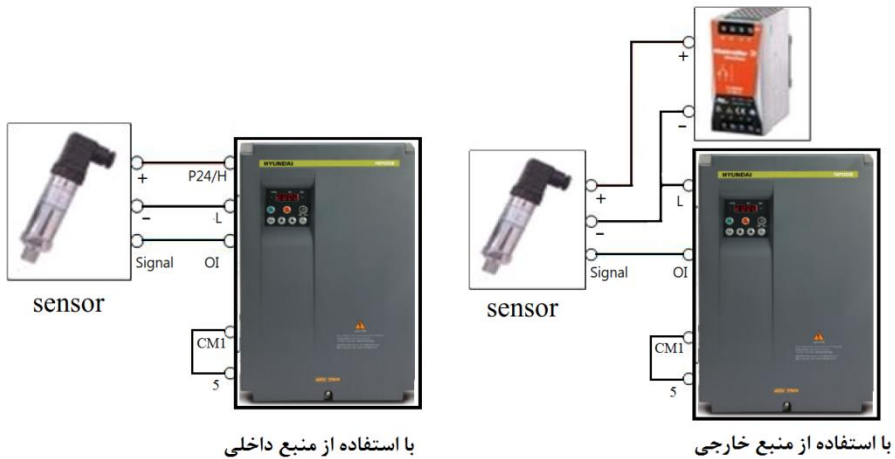 +
P24/H
HYUNDAI
−
L
Signal
OI
sensor
CM1
5
با استفاده از منبع داخلی
+
−
HYUNDAI
+
L
−
Signal
OI
sensor
CM1
5
با استفاده از منبع خارجی